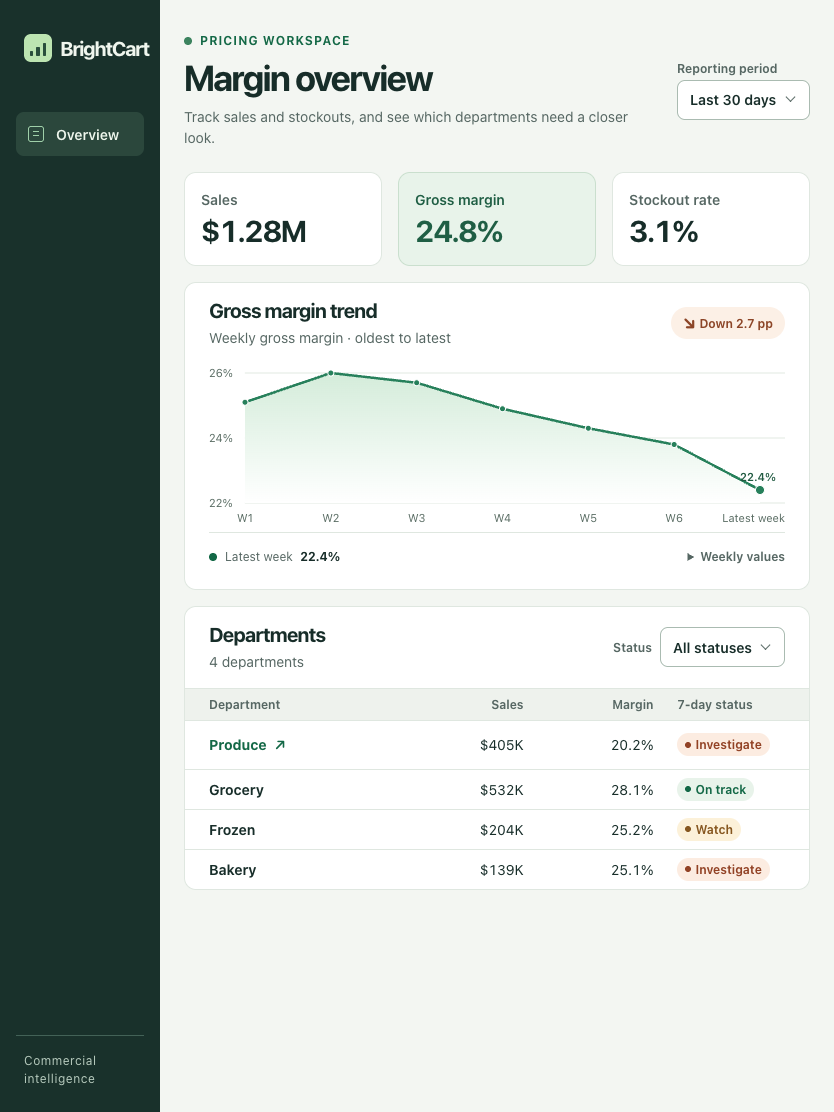 BrightCart
Overview
Commercial
intelligence
PRICING WORKSPACE
Margin overview
Track sales and stockouts, and see which departments need a closer
look.
Reporting period
Last 30 days
Sales
$1.28M
Gross margin
24.8%
Stockout rate
3.1%
Gross margin trend
Weekly gross margin · oldest to latest
Down 2.7 pp
26%
24%
22%
22.4%
W1 W2 W3 W4 W5 W6 Latest week
Latest week 22.4%
Weekly values
Departments
4 departments
Status All statuses
Department Sales Margin 7-day status
Produce $405K 20.2% Investigate
Grocery $532K 28.1% On track
Frozen $204K 25.2% Watch
Bakery $139K 25.1% Investigate